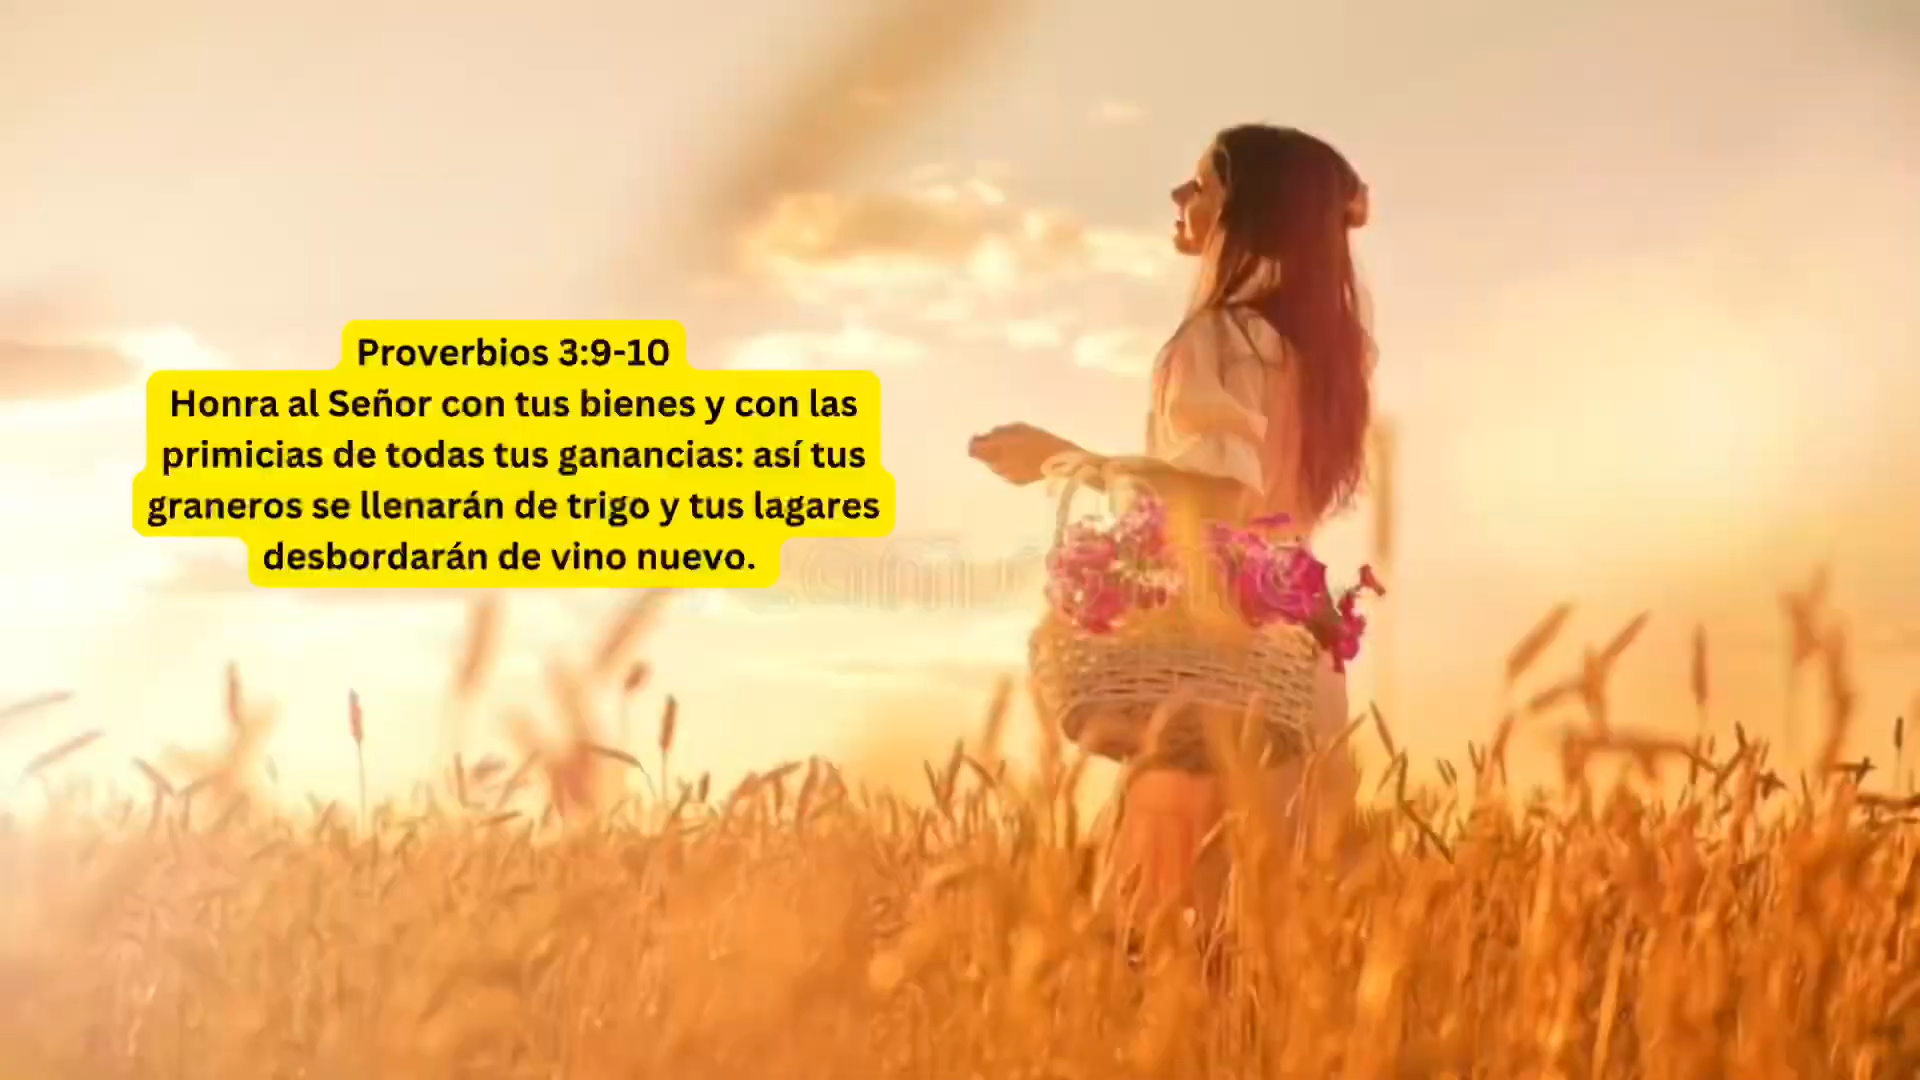 Proverbios 3:9-10
Honra al Señor con tus bienes y con las
primicias de todas tus ganancias: así tus
graneros se llenarán de trigo y tus lagares
desbordarán de vino nuevo.